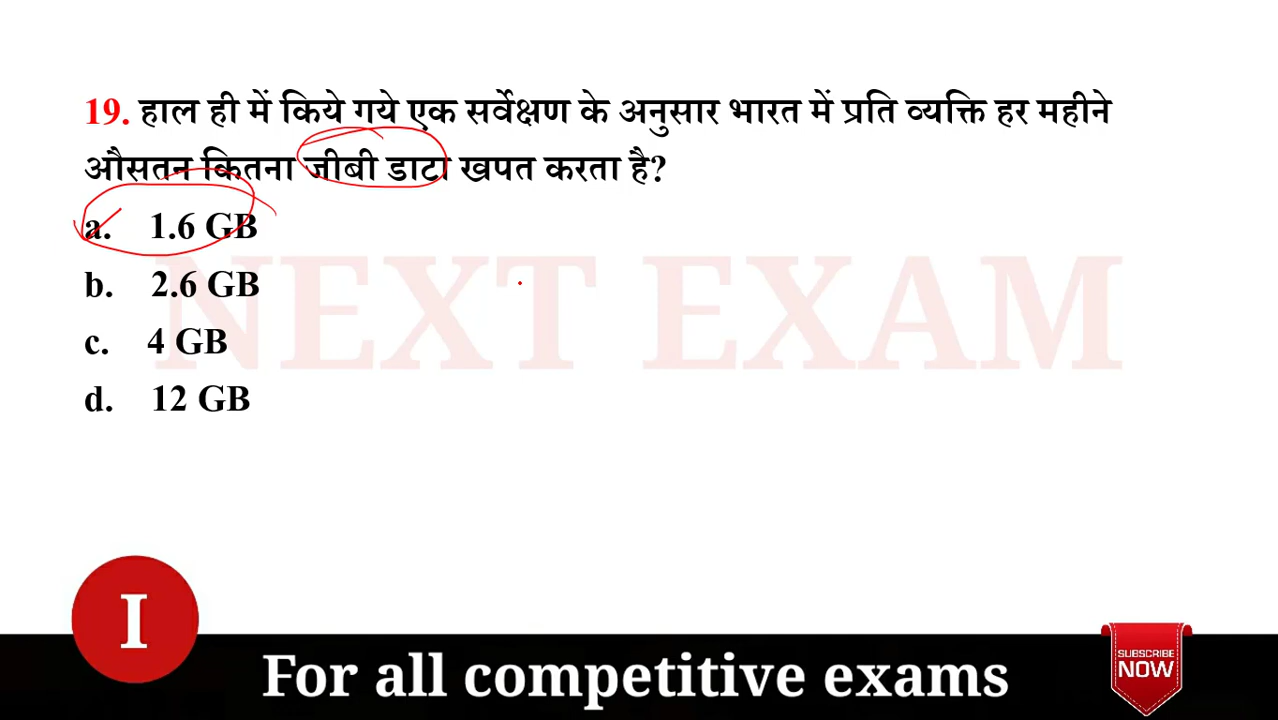 19. हाल ही में किये गये एक सर्वेक्षण के अनुसार भारत में प्रति व्यक्ति हर महीने
औसतन कितना जीबी डाटा खपत करता है?
a. 1.6 GB
b. 2.6 GB
c. 4 GB
d. 12 GB
NEXT EXAM
I
For all competitive exams
SUBSCRIBE
NOW